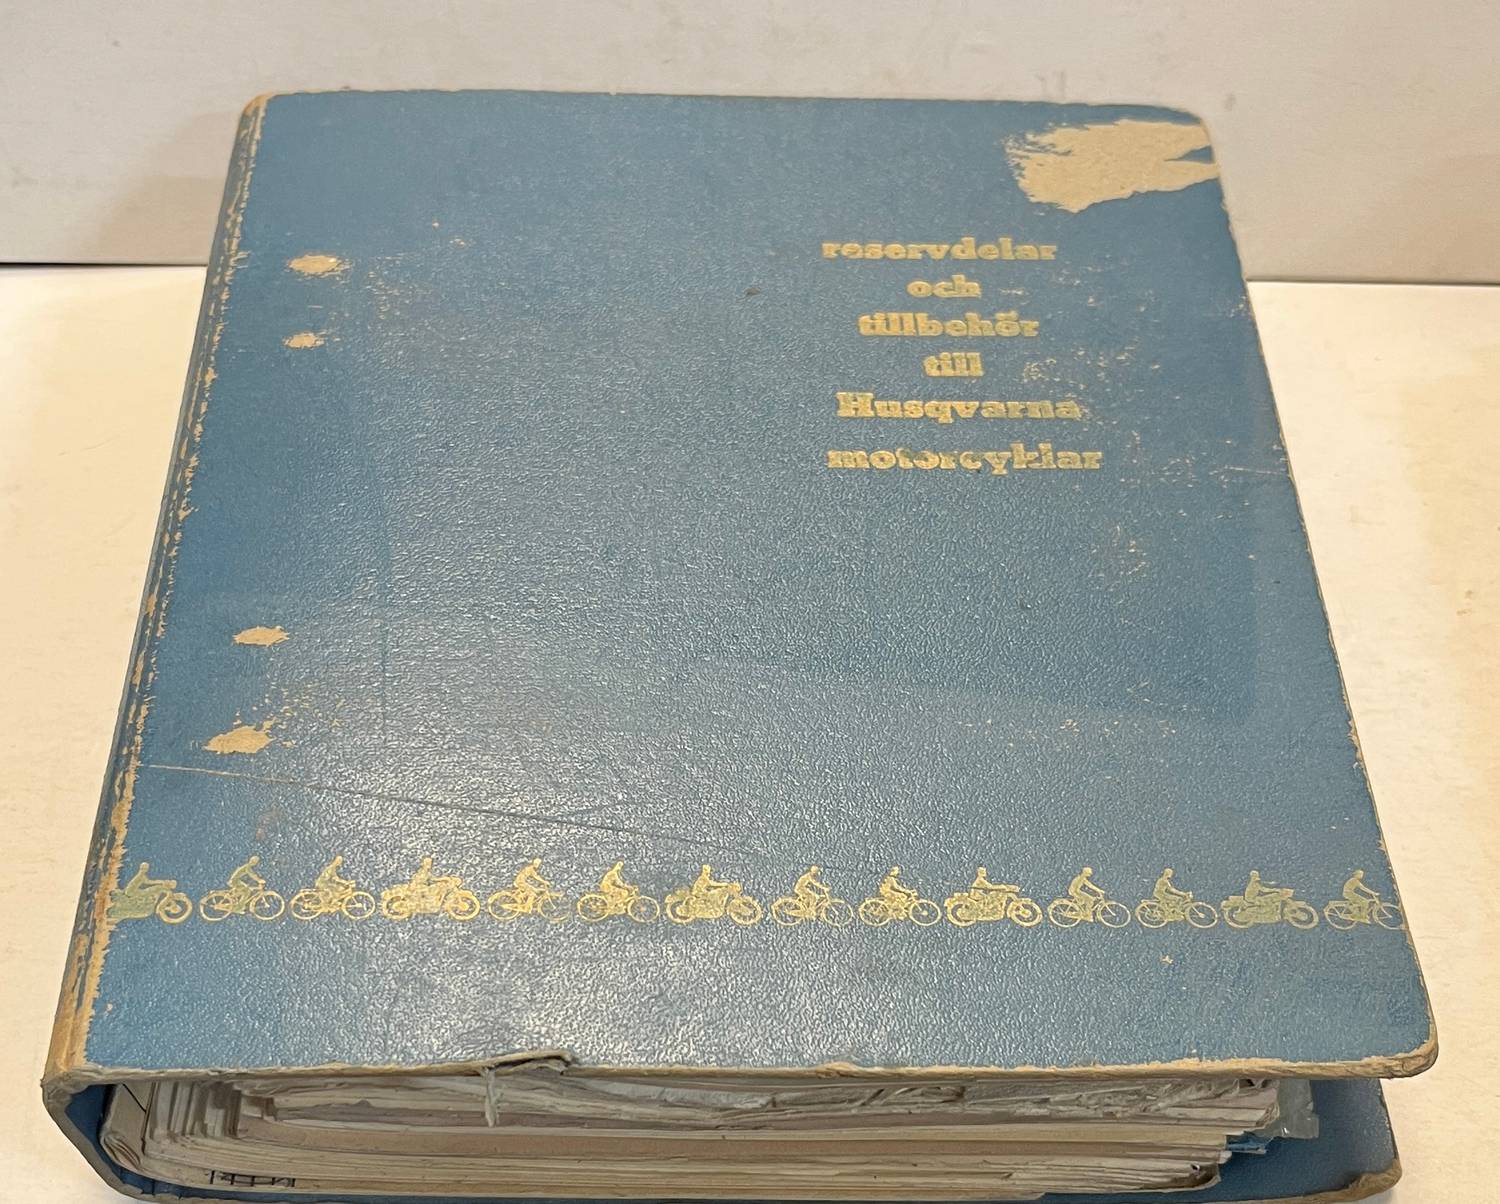 reservdelar
och
tillbehör
till
Husqvarna
motorcyklar